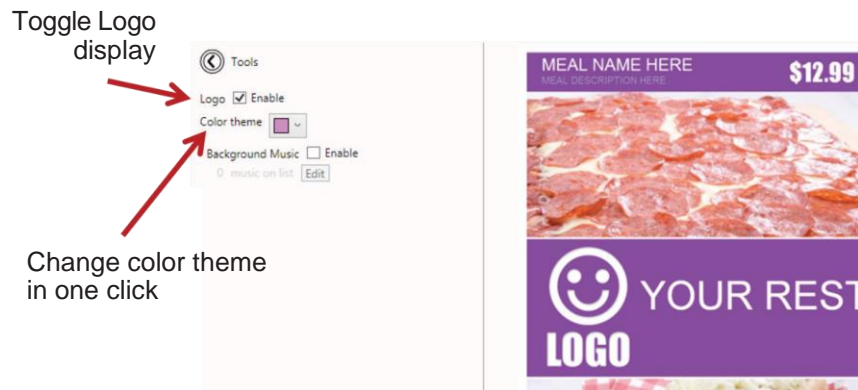 Toggle Logo
display
Tools
Logo Enable
Color theme
Background Music Enable
0 music on list Edit
Change color theme
in one click
MEAL NAME HERE
MEAL DESCRIPTION HERE
$12.99
YOUR REST
LOGO